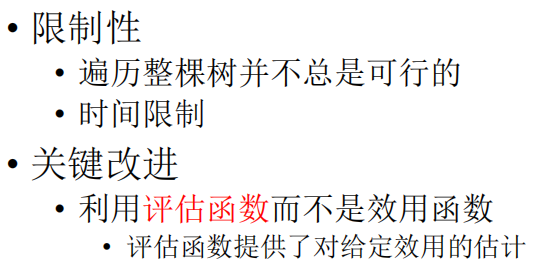 • 限制性
• 遍历整棵树并不总是可行的
• 时间限制
• 关键改进
• 利用评估函数而不是效用函数
• 评估函数提供了对给定效用的估计